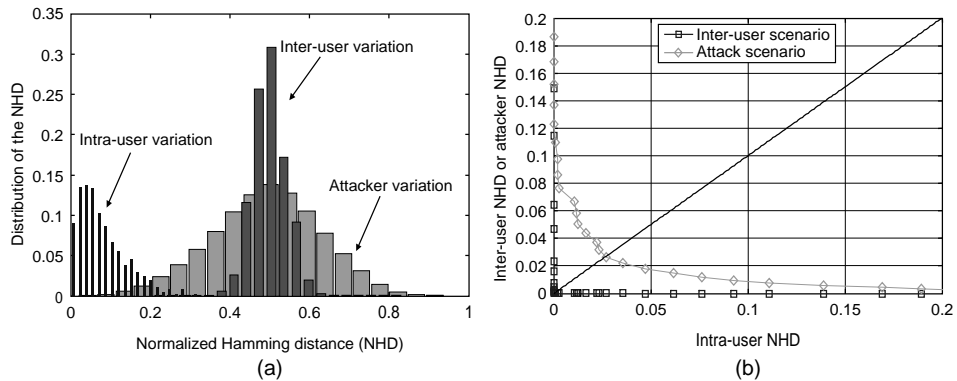 0.35
0.3
0.25
0.2
0.15
0.1
0.05
0
Distribution of the NHD
Inter-user variation
Intra-user variation
Attacker variation
0 0.2 0.4 0.6 0.8 1
Normalized Hamming distance (NHD)
(a)
0.2
0.18
0.16
0.14
0.12
0.1
0.08
0.06
0.04
0.02
0
Inter-user NHD or attacker NHD
Inter-user scenario
Attack scenario
0 0.05 0.1 0.15 0.2
Intra-user NHD
(b)